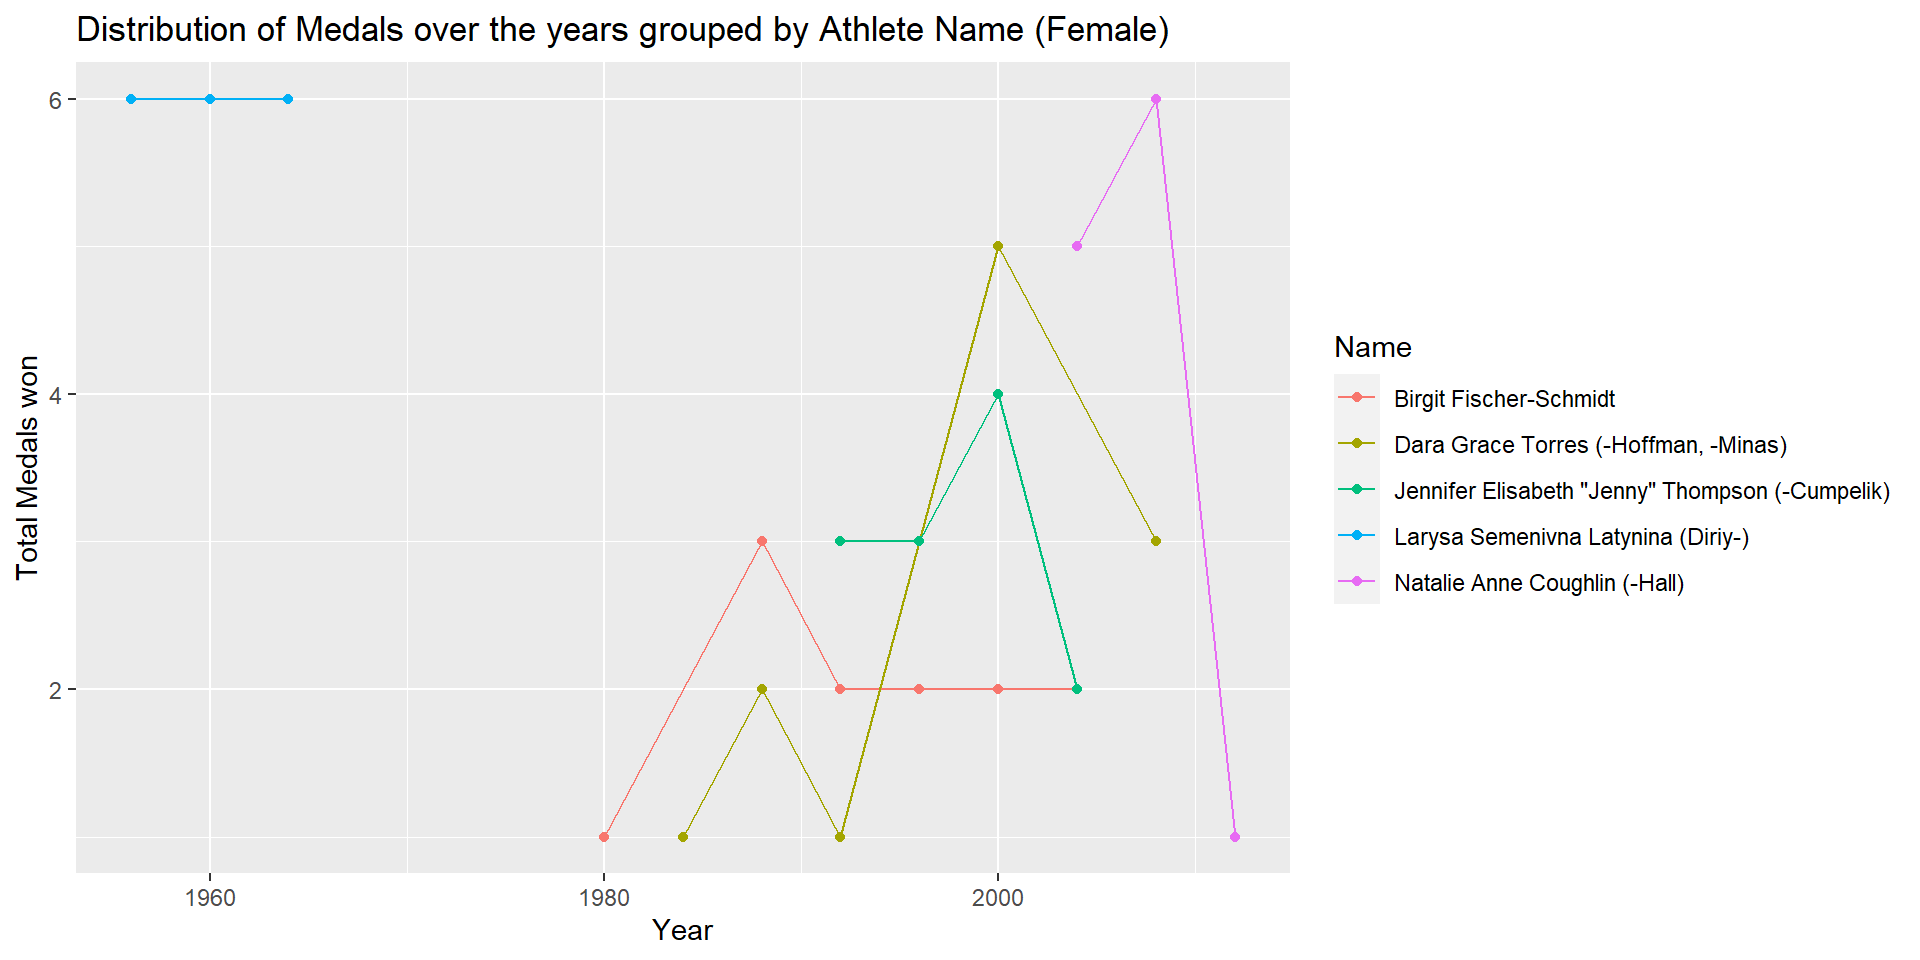 Distribution of Medals over the years grouped by Athlete Name (Female)
Total Medals won
6
4
2
1960
1980
2000
Year
Name
Birgit Fischer-Schmidt
Dara Grace Torres (-Hoffman, -Minas)
Jennifer Elisabeth "Jenny" Thompson (-Cumpelik)
Larysa Semenivna Latynina (Diriy-)
Natalie Anne Coughlin (-Hall)